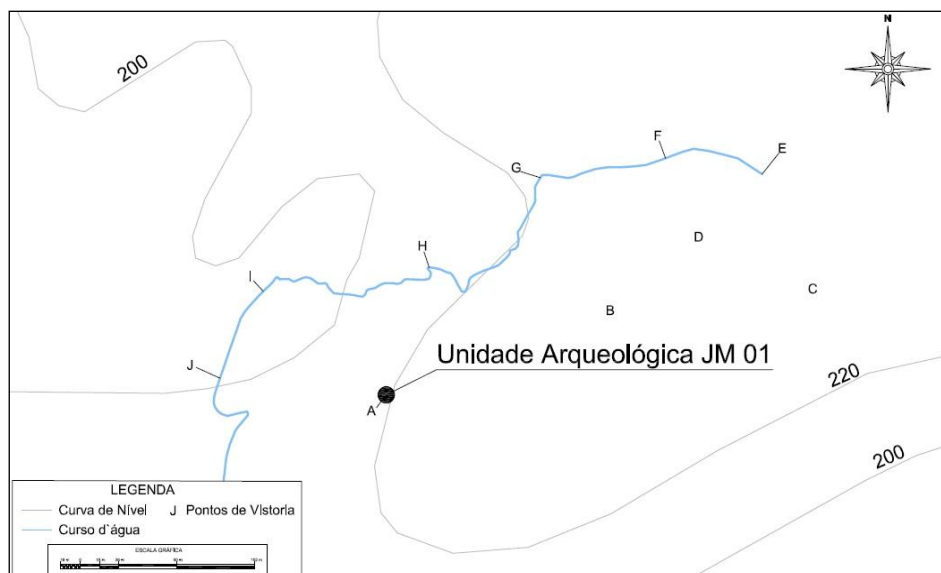 N
200
F
E
G
D
H
C
I
B
Unidade Arqueológica JM 01
J
220
A
200
LEGENDA
Curva de Nível J Pontos de Vistoria
Curso d`água
ESCALA GRÁFICA